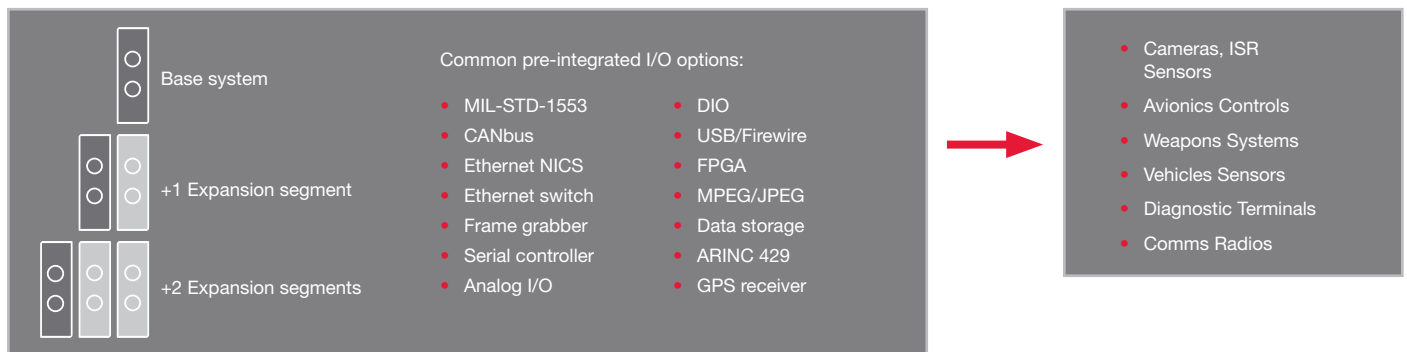 Base system
+1 Expansion segment
+2 Expansion segments
Common pre-integrated I/O options:
MIL-STD-1553
CANbus
Ethernet NICS
Ethernet switch
Frame grabber
Serial controller
Analog I/O
DIO
USB/Firewire
FPGA
MPEG/JPEG
Data storage
ARINC 429
GPS receiver
Cameras, ISR
Sensors
Avionics Controls
Weapons Systems
Vehicles Sensors
Diagnostic Terminals
Comms Radios